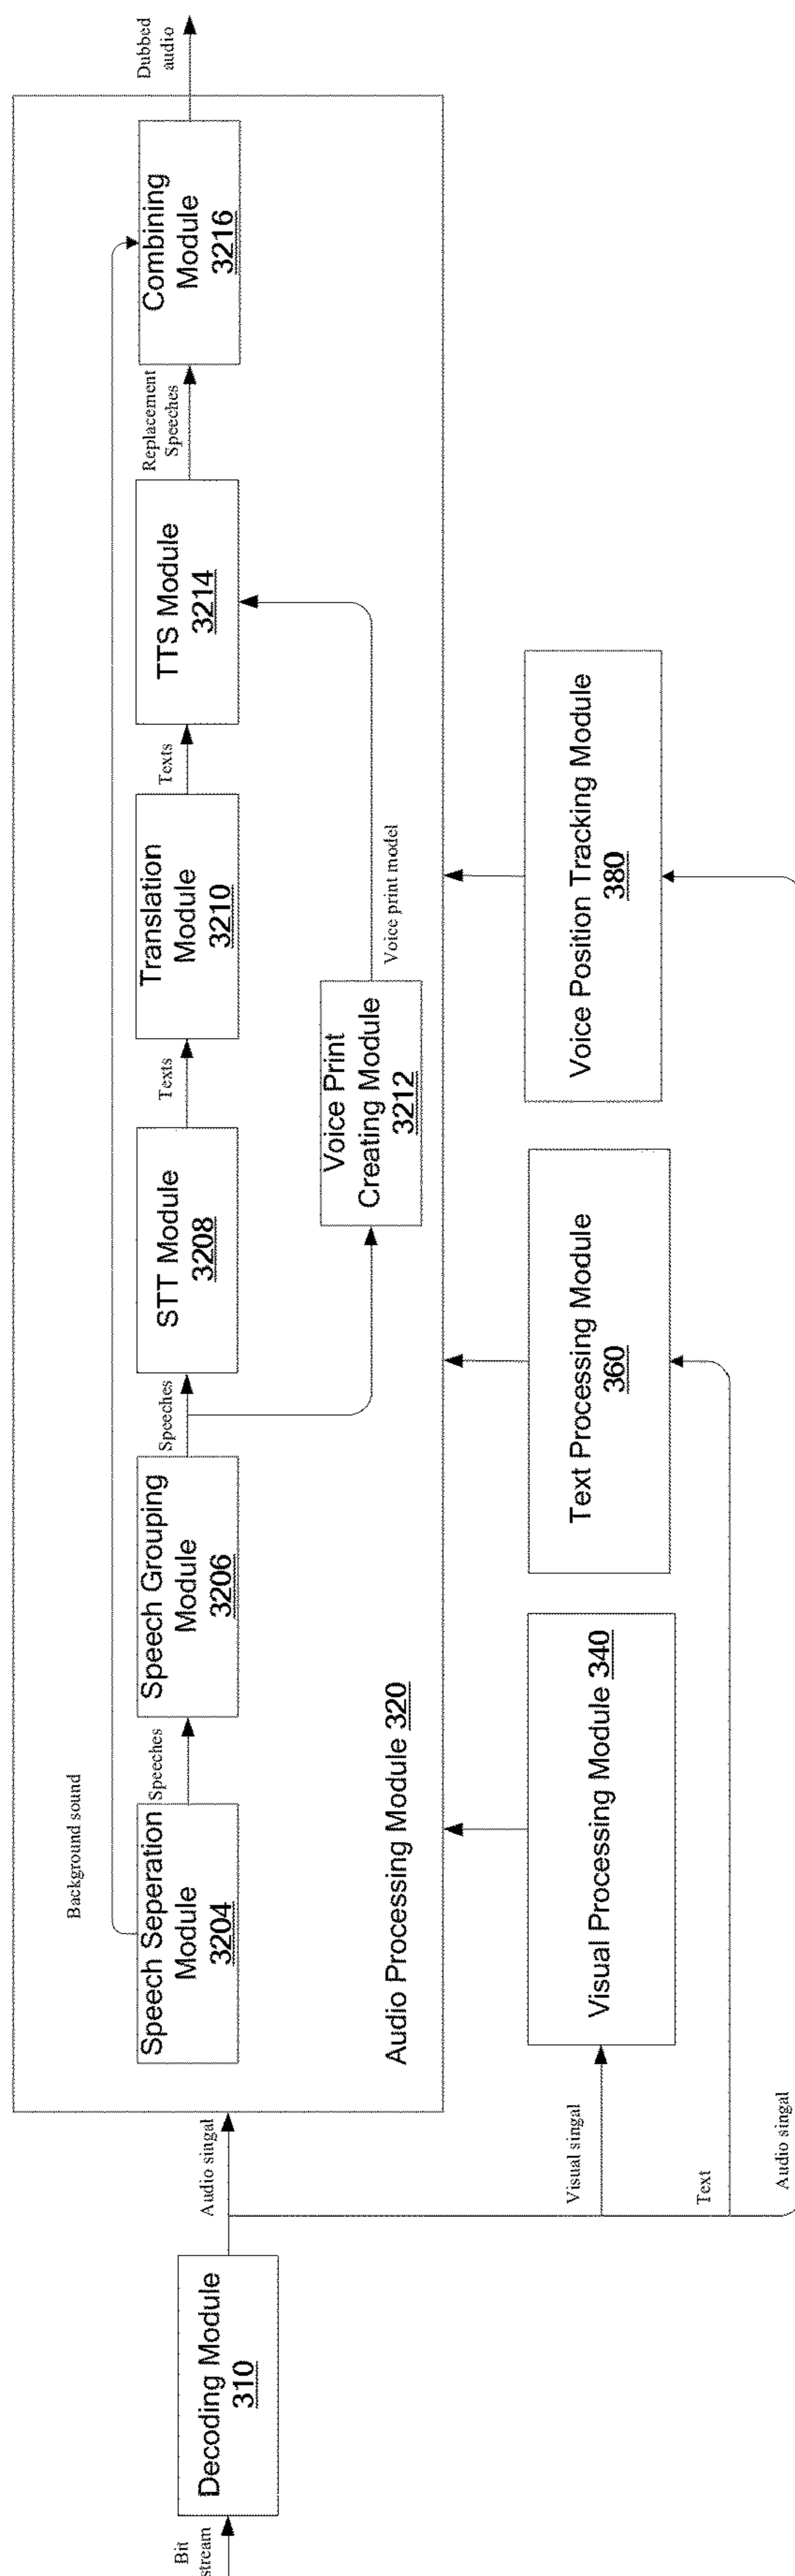 Bit
stream
Decoding Module
310
Audio singal
Visual singal
Text
Audio singal
Background sound
Speech Seperation
Module
3204
Speeches
Speech Grouping
Module
3206
Speeches
STT Module
3208
Texts
Translation
Module
3210
Texts
TTS Module
3214
Replacement
Speeches
Combining
Module
3216
Dubbed
audio
Voice Print
Creating Module
3212
Voice print model
Audio Processing Module 320
Visual Processing Module 340
Text Processing Module
360
Voice Position Tracking Module
380